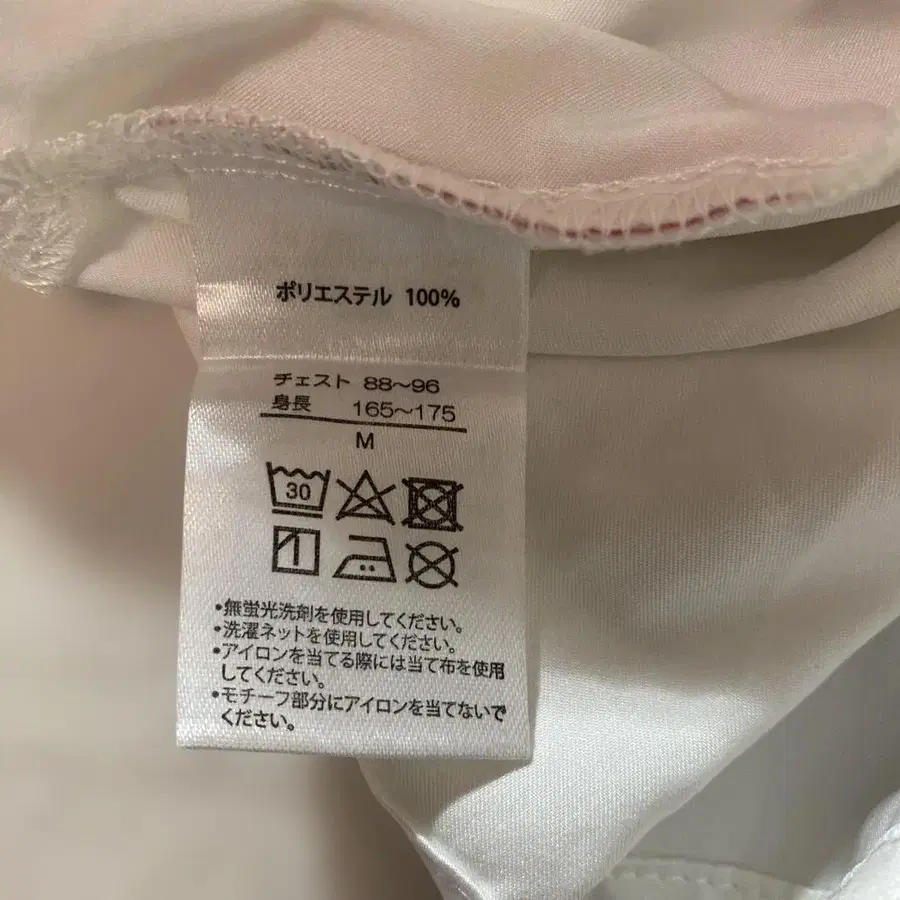 ポリエステル 100%
チェスト 88～96
身長 165～175
M
30
•無蛍光洗剤を使用してください。
•洗濯ネットを使用してください。
•アイロンを当てる際には当て布を使用
してください。
•モチーフ部分にアイロンを当てないで
ください。